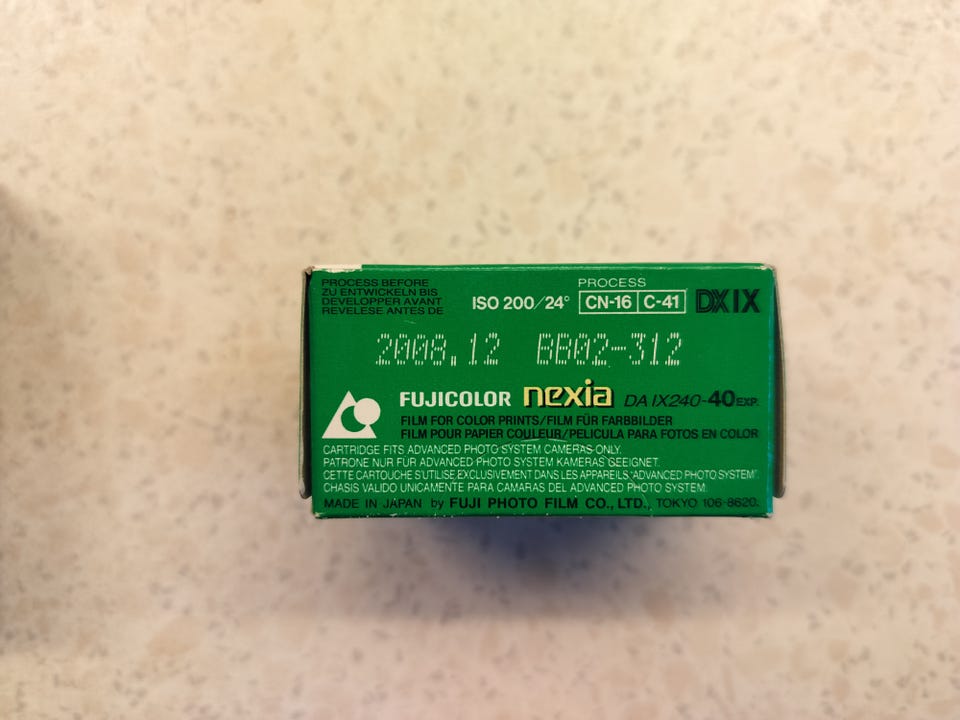 PROCESS BEFORE
ZU ENTWICKELN BIS
DEVELOPPER AVANT
REVELESE ANTES DE
ISO 200/24°
PROCESS
CN-16 C-41
DX IX
2008.12 BB02-312
FUJICOLOR nexia DA IX240-40 EXP.
FILM FOR COLOR PRINTS/FILM FÜR FARBBILDER
FILM POUR PAPIER COULEUR/PELICULA PARA FOTOS EN COLOR
CARTRIDGE FITS ADVANCED PHOTO SYSTEM CAMERAS ONLY.
PATRONE NUR FÜR ADVANCED PHOTO SYSTEM KAMERAS GEEIGNET.
CETTE CARTOUCHE S'UTILISE EXCLUSIVEMENT DANS LES APPAREILS "ADVANCED PHOTO SYSTEM".
CHASIS VALIDO UNICAMENTE PARA CAMARAS DEL ADVANCED PHOTO SYSTEM.
MADE IN JAPAN by FUJI PHOTO FILM CO., LTD., TOKYO 106-8620.